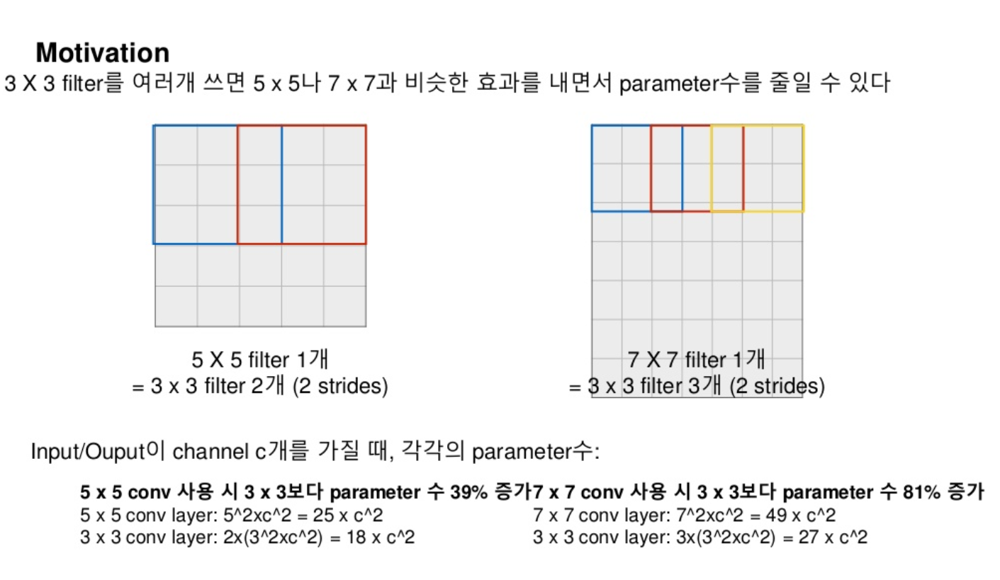 Motivation
3 X 3 filter를 여러개 쓰면 5 x 5나 7 x 7과 비슷한 효과를 내면서 parameter수를 줄일 수 있다
5 X 5 filter 1개
= 3 x 3 filter 2개 (2 strides)
7 X 7 filter 1개
= 3 x 3 filter 3개 (2 strides)
Input/Ouput이 channel c개를 가질 때, 각각의 parameter수:
5 x 5 conv 사용 시 3 x 3보다 parameter 수 39% 증가
5 x 5 conv layer: 5^2xc^2 = 25 x c^2
3 x 3 conv layer: 2x(3^2xc^2) = 18 x c^2
7 x 7 conv 사용 시 3 x 3보다 parameter 수 81% 증가
7 x 7 conv layer: 7^2xc^2 = 49 x c^2
3 x 3 conv layer: 3x(3^2xc^2) = 27 x c^2